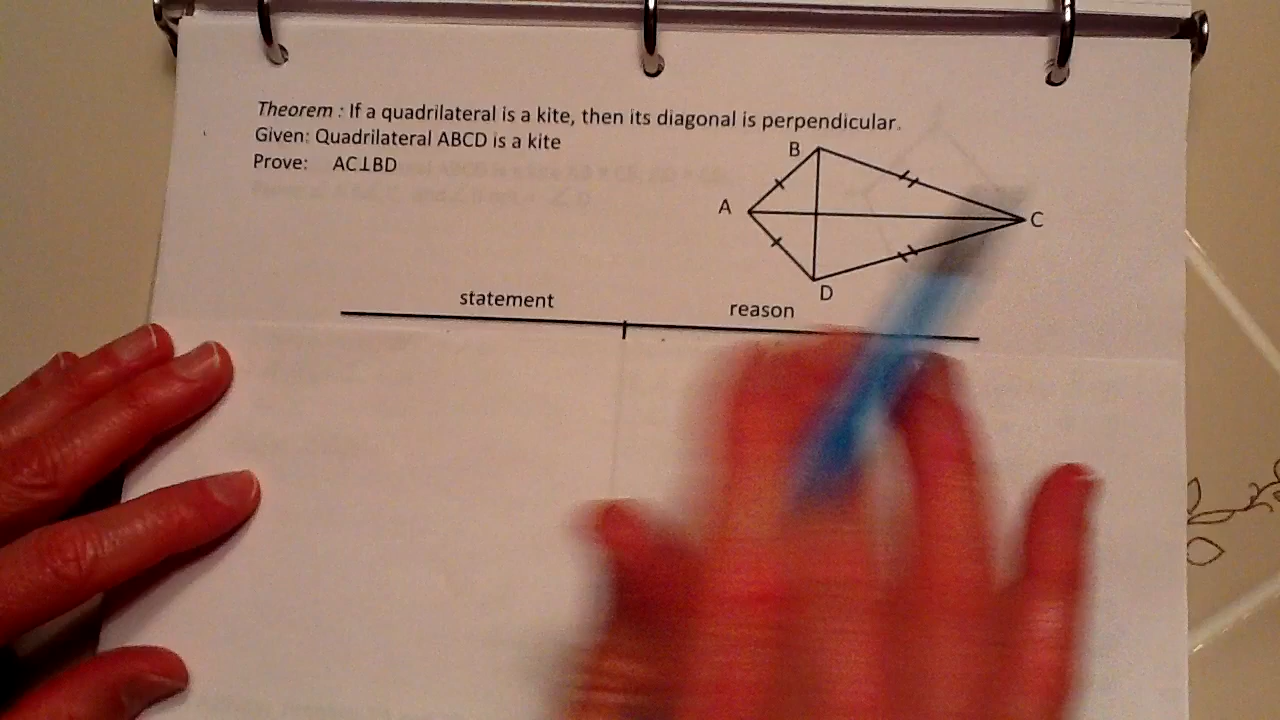 Theorem : If a quadrilateral is a kite, then its diagonal is perpendicular.
Given: Quadrilateral ABCD is a kite
Prove: AC⊥BD
B
A
C
D
statement reason